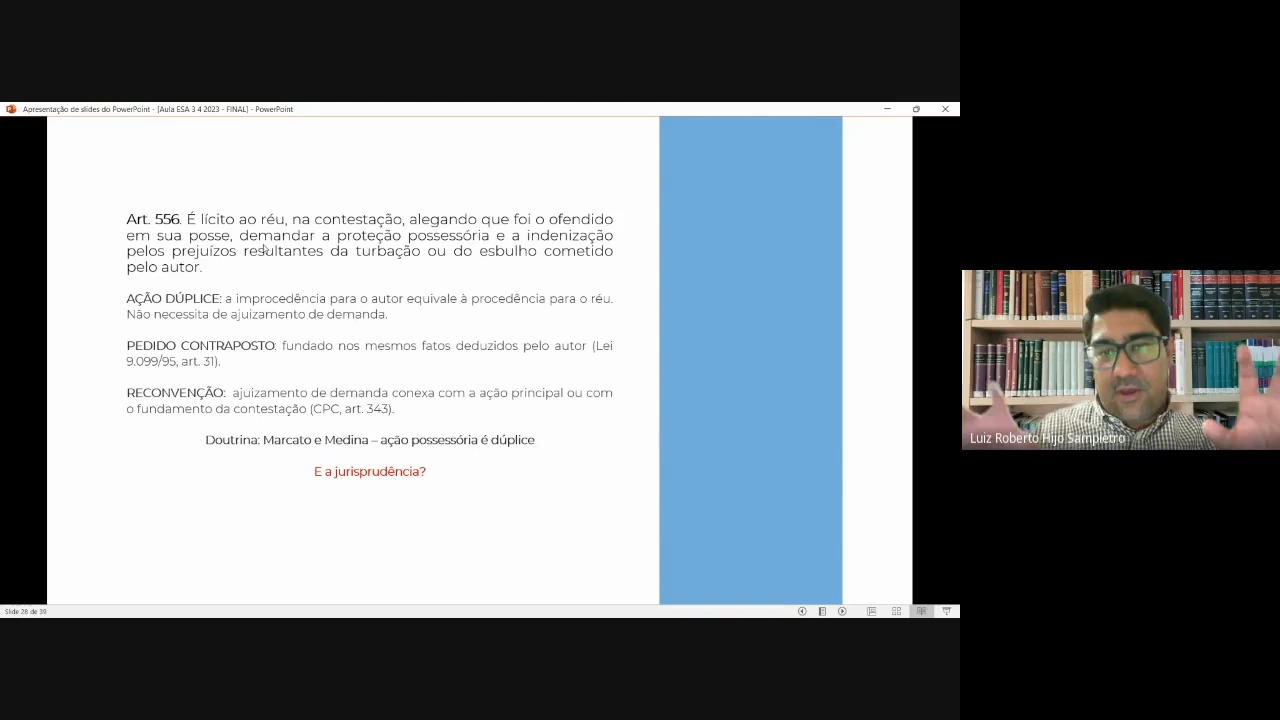 Apresentação de slides do PowerPoint - [Aula ESA 3 4 2023 - FINAL] - PowerPoint
Art. 556. É lícito ao réu, na contestação, alegando que foi o ofendido
em sua posse, demandar a proteção possessória e a indenização
pelos prejuízos resultantes da turbação ou do esbulho cometido
pelo autor.
AÇÃO DÚPLICE: a improcedência para o autor equivale à procedência para o réu.
Não necessita de ajuizamento de demanda.
PEDIDO CONTRAPOSTO: fundado nos mesmos fatos deduzidos pelo autor (Lei
9.099/95, art. 31).
RECONVENÇÃO: ajuizamento de demanda conexa com a ação principal ou com
o fundamento da contestação (CPC, art. 343).
Doutrina: Marcato e Medina – ação possessória é dúplice
E a jurisprudência?
Luiz Roberto Hijo Sampietro
Slide 28 de 39